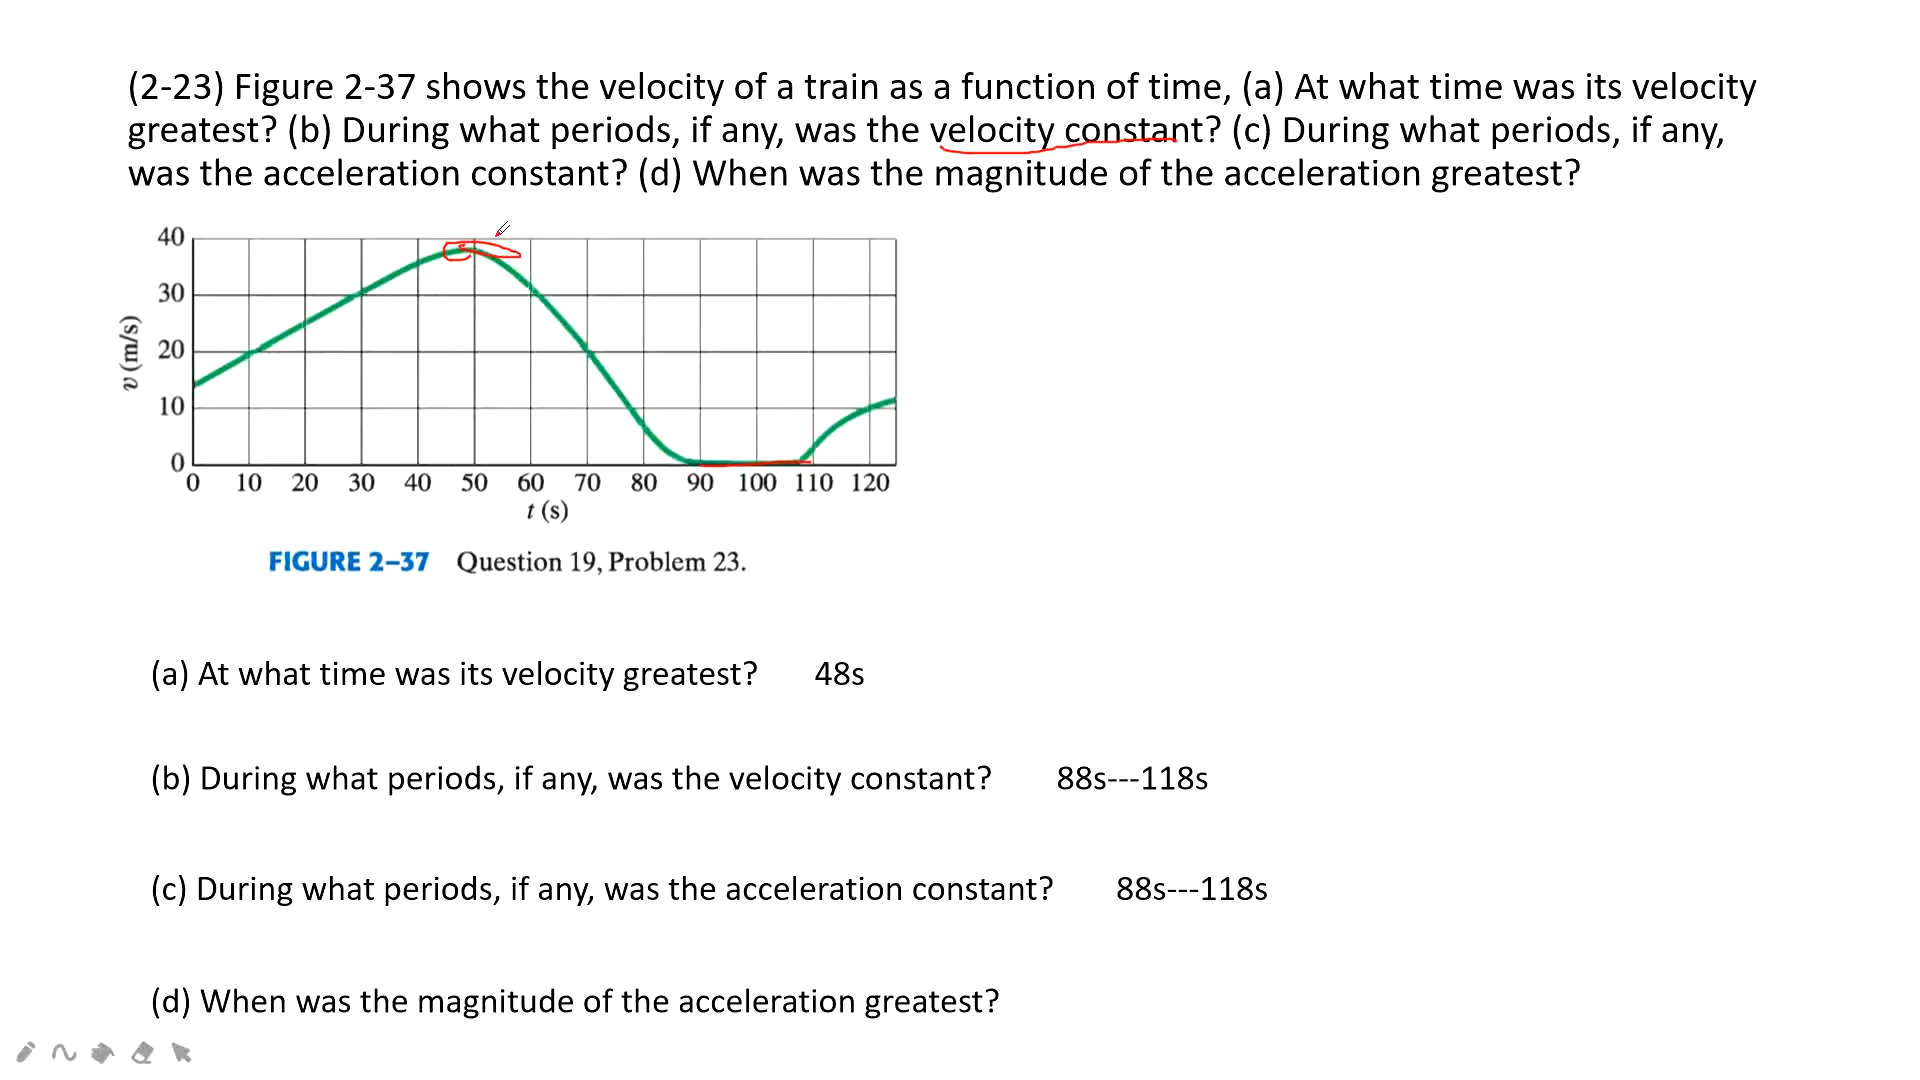 (2-23) Figure 2-37 shows the velocity of a train as a function of time, (a) At what time was its velocity
greatest? (b) During what periods, if any, was the velocity constant? (c) During what periods, if any,
was the acceleration constant? (d) When was the magnitude of the acceleration greatest?
40
30
20
10
0
v (m/s)
0 10 20 30 40 50 60 70 80 90 100 110 120
t (s)
FIGURE 2–37 Question 19, Problem 23.
(a) At what time was its velocity greatest? 48s
(b) During what periods, if any, was the velocity constant? 88s---118s
(c) During what periods, if any, was the acceleration constant? 88s---118s
(d) When was the magnitude of the acceleration greatest?